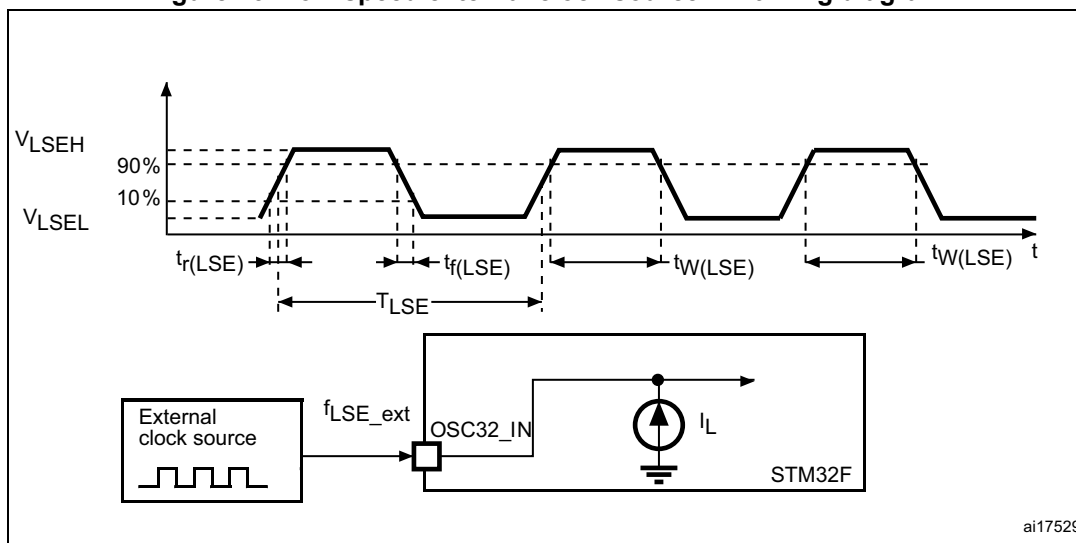 VLSEH
90%
10%
VLSEL
tr(LSE)
tf(LSE)
tW(LSE)
tW(LSE)
t
TLSE
External
clock source
fLSE_ext
OSC32_IN
IL
STM32F
ai17529